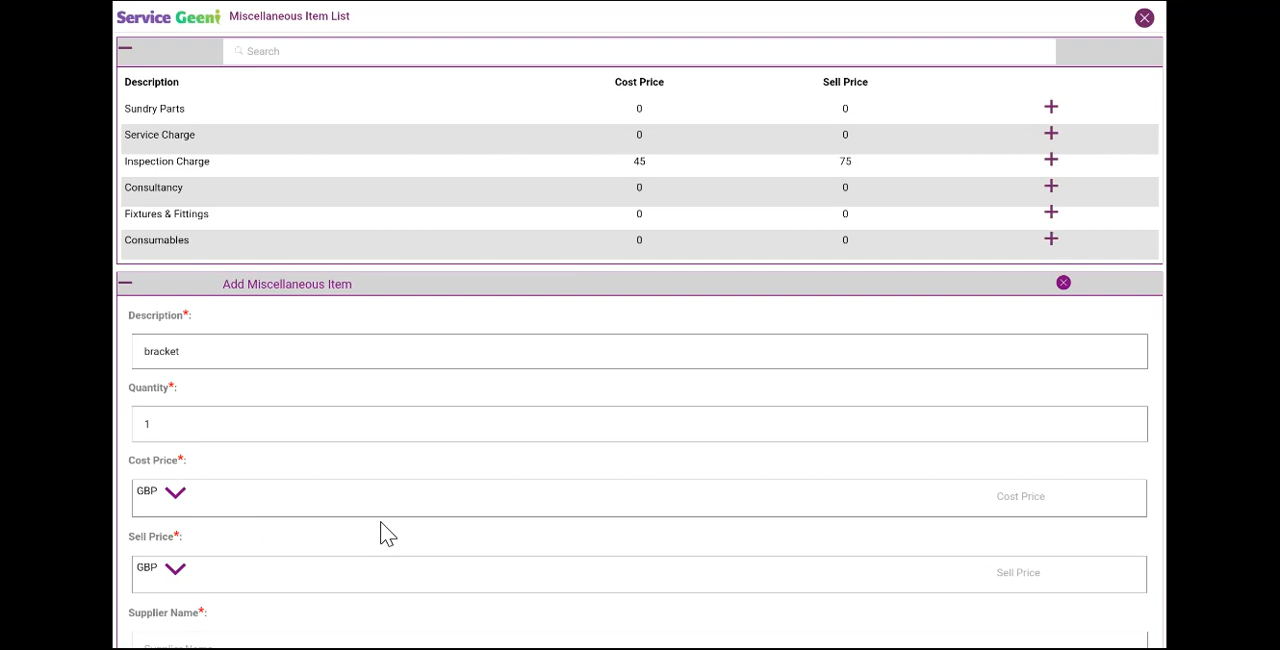 Service Geeni Miscellaneous Item List
Search
Description Cost Price Sell Price
Sundry Parts 0 0
Service Charge 0 0
Inspection Charge 45 75
Consultancy 0 0
Fixtures & Fittings 0 0
Consumables 0 0
Add Miscellaneous Item
Description*:
bracket
Quantity*:
1
Cost Price*:
GBP Cost Price
Sell Price*:
GBP Sell Price
Supplier Name*:
Supplier Name